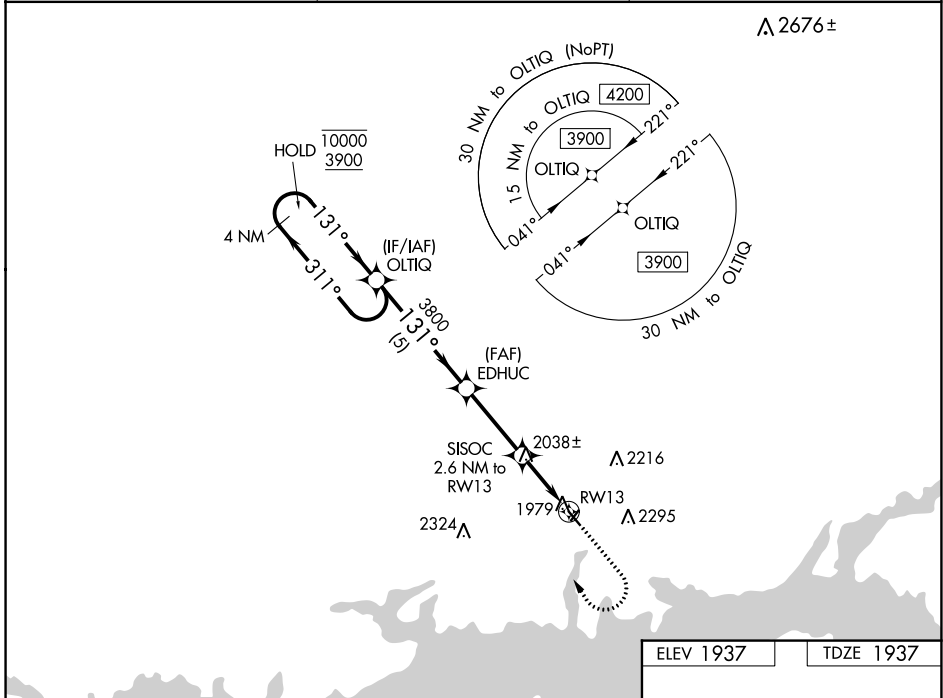 2676±
30 NM to OLTIQ (NoPT)
4200
15 NM to OLTIQ
3900
221°
OLTIQ
041°
221°
OLTIQ
041°
3900
30 NM to OLTIQ
HOLD
10000
3900
131°
4 NM
311°
(IF/IAF)
OLTIQ
3800
131°
(5)
(FAF)
EDHUC
SISOC
2.6 NM to
RW13
2038±
2216
1979
RW13
2295
2324
ELEV 1937
TDZE 1937